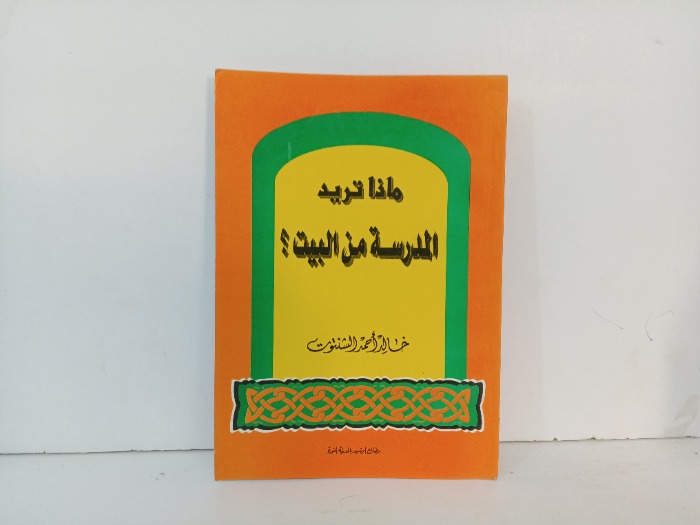 ماذا تريد
المدرسة من البيت؟
خالد أحمد الشنتوت